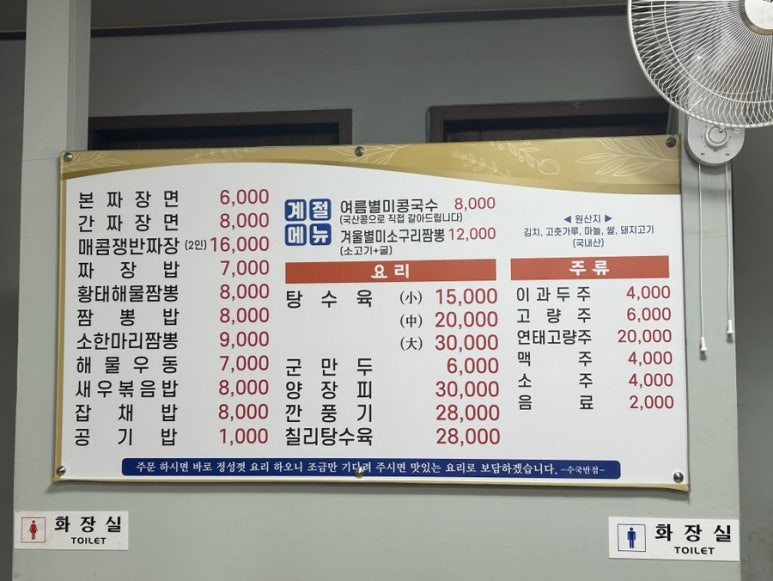 본짜장면 6,000
간짜장면 8,000
매콤쟁반짜장 (2인) 16,000
짜장밥 7,000
황태해물짬뽕 8,000
짬뽕밥 8,000
소한마리짬뽕 9,000
해물우동 7,000
새우볶음밥 8,000
잡채밥 8,000
공기밥 1,000
계절
메뉴
여름별미콩국수 8,000
(국산콩으로 직접 갈아드립니다)
겨울별미소구리짬뽕 12,000
(소고기+굴)
요리
탕수육 (小) 15,000
(中) 20,000
(大) 30,000
군만두 6,000
양장피 30,000
깐풍기 28,000
칠리탕수육 28,000
◀ 원산지 ▶
김치, 고춧가루, 마늘, 쌀, 돼지고기
(국내산)
주류
이과두주 4,000
고량주 6,000
연태고량주 20,000
맥주 4,000
소주 4,000
음료 2,000
주문 하시면 바로 정성껏 요리 하오니 조금만 기다려 주시면 맛있는 요리로 보답하겠습니다. -수국반점-
화장실
TOILET
화장실
TOILET